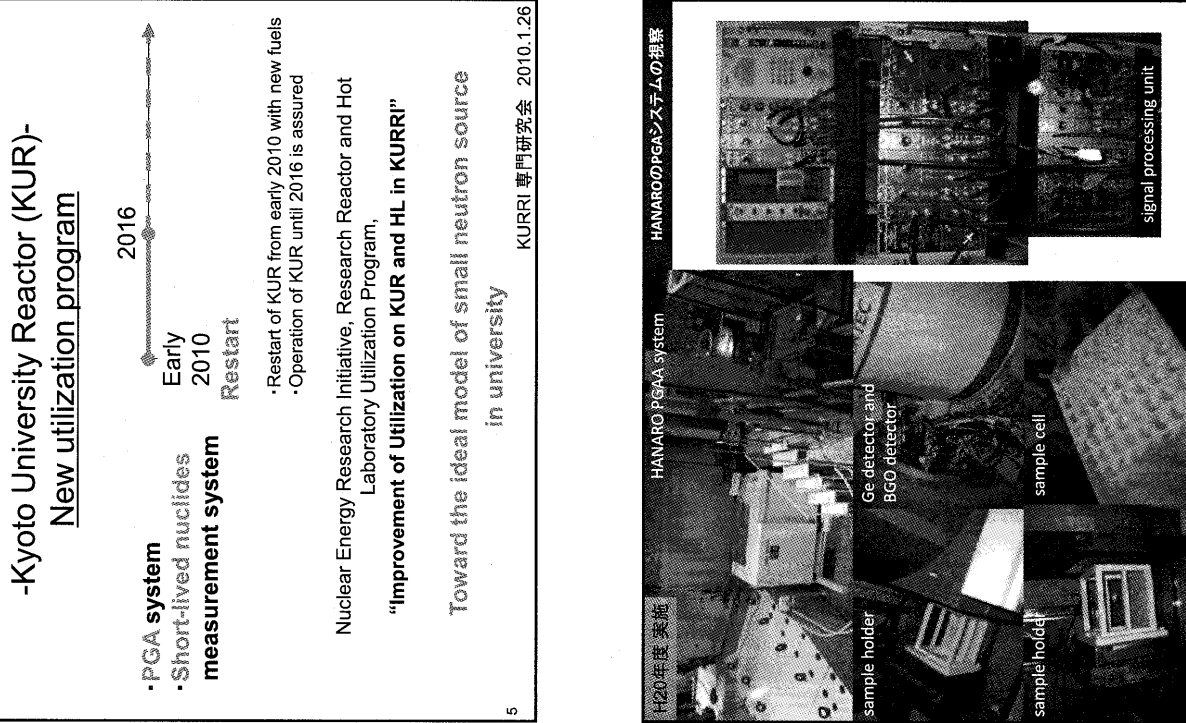 -Kyoto University Reactor (KUR)-
New utilization program
・PGA system
・Short-lived nuclides
measurement system
2016
Early
2010
Restart
・Restart of KUR from early 2010 with new fuels
・Operation of KUR until 2016 is assured
Nuclear Energy Research Initiative, Research Reactor and Hot
Laboratory Utilization Program,
“Improvement of Utilization on KUR and HL in KURRI”
Toward the ideal model of small neutron source
in university
5
KURRI 専門研究会 2010.1.26
H20年度 実施
HANARO PGAA system
HANAROのPGAシステムの視察
sample holder
Ge detector and
BGO detector
sample holder
sample cell
signal processing unit